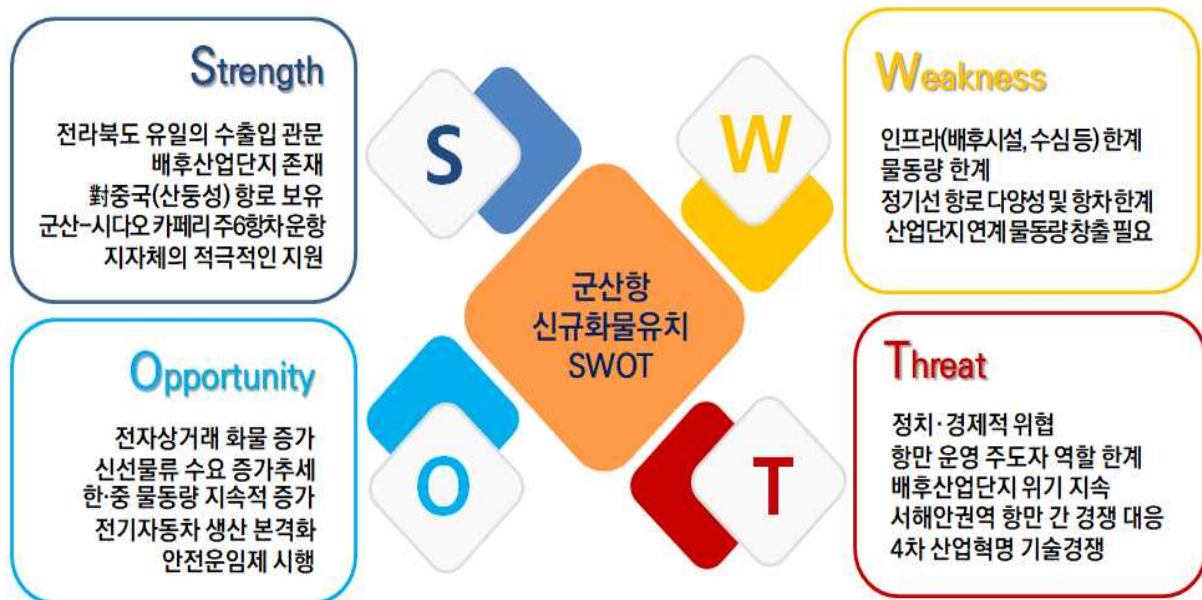 Strength
전라북도 유일의 수출입 관문
배후산업단지 존재
對중국(산둥성) 항로 보유
군산-시다오 카페리 주6항차 운항
지자체의 적극적인 지원
S
W
Weakness
인프라(배후시설, 수심 등) 한계
물동량 한계
정기선 항로 다양성 및 항차 한계
산업단지 연계 물동량 창출 필요
군산항
신규화물유치
SWOT
Opportunity
전자상거래 화물 증가
신선물류 수요 증가추세
한·중 물동량 지속적 증가
전기자동차 생산 본격화
안전운임제 시행
O
T
Threat
정치·경제적 위협
항만 운영 주도자 역할 한계
배후산업단지 위기 지속
서해안권역 항만 간 경쟁 대응
4차 산업혁명 기술경쟁